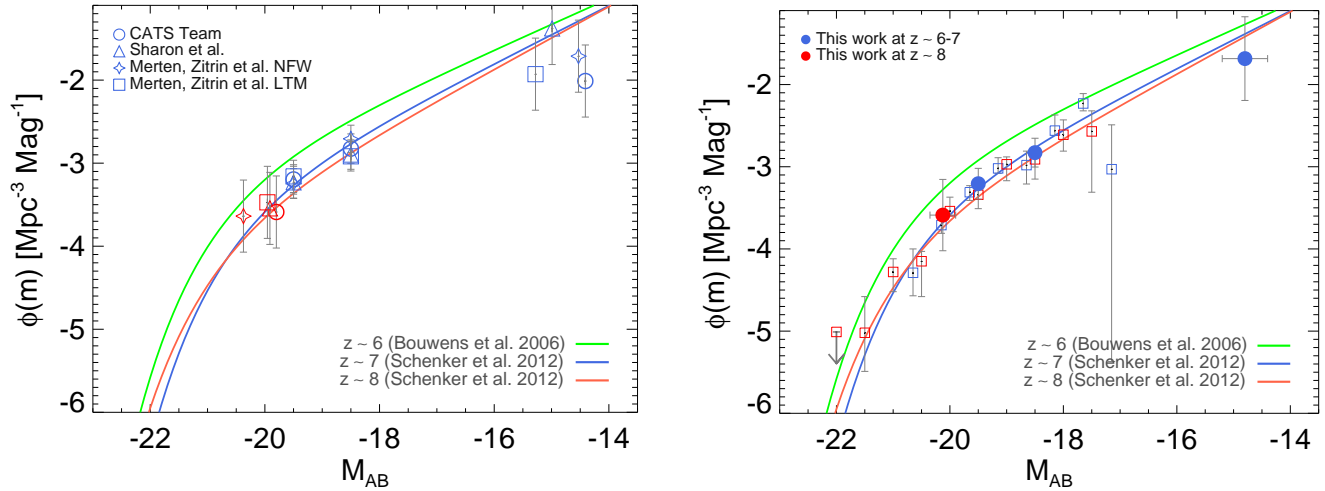 CATS Team
Sharon et al.
Merten, Zitrin et al. NFW
Merten, Zitrin et al. LTM
z ~ 6 (Bouwens et al. 2006)
z ~ 7 (Schenker et al. 2012)
z ~ 8 (Schenker et al. 2012)
-1
-2
-3
-4
-5
-6
ϕ(m) [Mpc⁻³ Mag⁻¹]
-22 -20 -18 -16 -14
M_AB
This work at z ~ 6-7
This work at z ~ 8
z ~ 6 (Bouwens et al. 2006)
z ~ 7 (Schenker et al. 2012)
z ~ 8 (Schenker et al. 2012)
-1
-2
-3
-4
-5
-6
ϕ(m) [Mpc⁻³ Mag⁻¹]
-22 -20 -18 -16 -14
M_AB